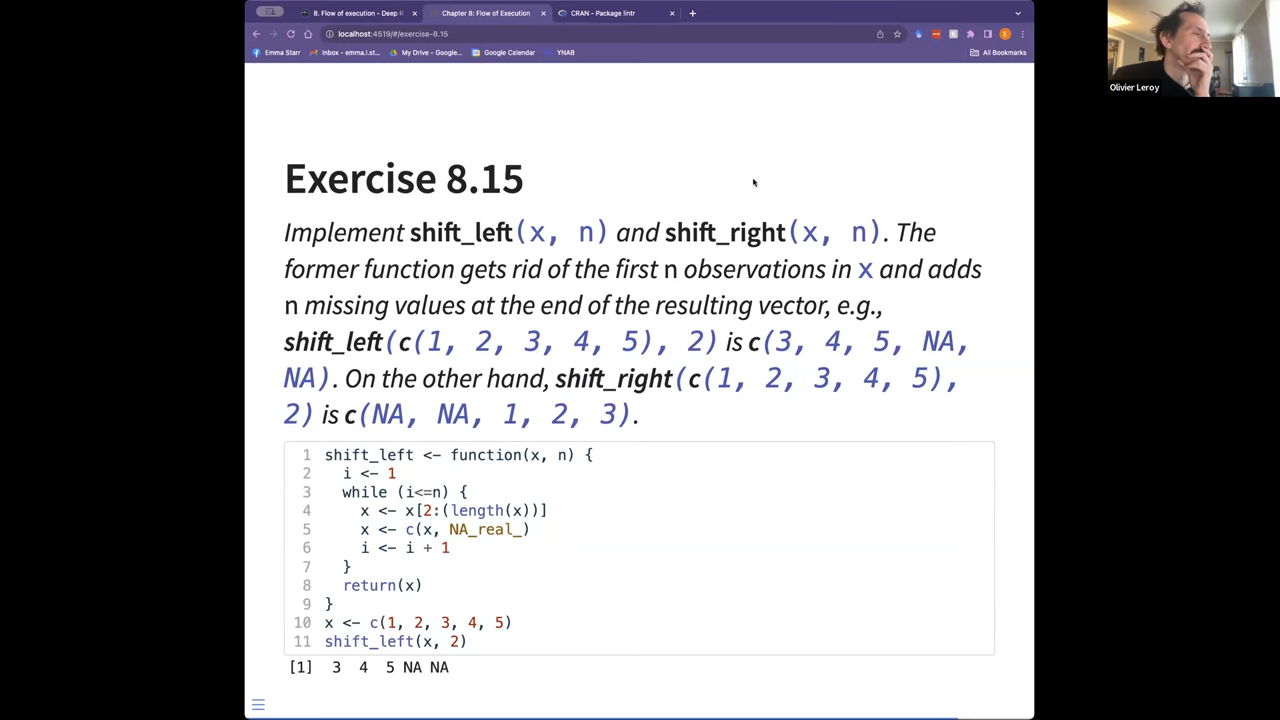 8. Flow of execution - Deep R
Chapter 8: Flow of Execution
CRAN - Package lintr
localhost:4519/#/exercise-8.15
Emma Starr
Inbox - emma.i.st...
My Drive - Google...
Google Calendar
YNAB
All Bookmarks
Olivier Leroy
Exercise 8.15
Implement shift_left(x, n) and shift_right(x, n). The
former function gets rid of the first n observations in x and adds
n missing values at the end of the resulting vector, e.g.,
shift_left(c(1, 2, 3, 4, 5), 2) is c(3, 4, 5, NA,
NA). On the other hand, shift_right(c(1, 2, 3, 4, 5),
2) is c(NA, NA, 1, 2, 3).
1 shift_left <- function(x, n) {
2   i <- 1
3   while (i<=n) {
4     x <- x[2:(length(x))]
5     x <- c(x, NA_real_)
6     i <- i + 1
7   }
8   return(x)
9 }
10 x <- c(1, 2, 3, 4, 5)
11 shift_left(x, 2)
[1]  3  4  5 NA NA